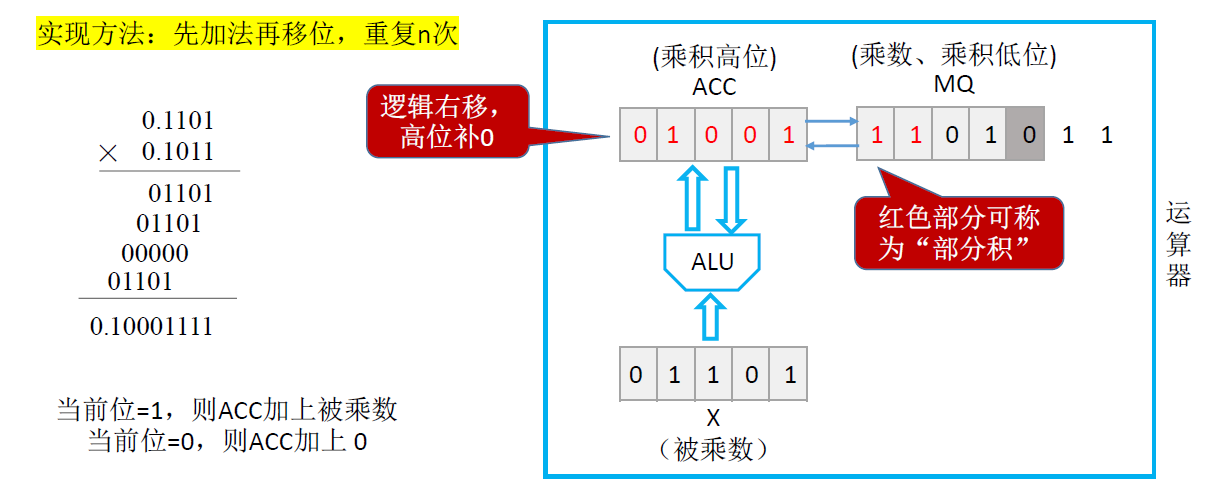 实现方法：先加法再移位，重复n次
0.1101
× 0.1011
01101
01101
00000
01101
0.10001111
当前位=1，则ACC加上被乘数
当前位=0，则ACC加上 0
(乘积高位)
ACC
(乘数、乘积低位)
MQ
逻辑右移，
高位补0
0 1 0 0 1
1 1 0 1 0 1 1
红色部分可称
为“部分积”
ALU
0 1 1 0 1
X
（被乘数）
运
算
器